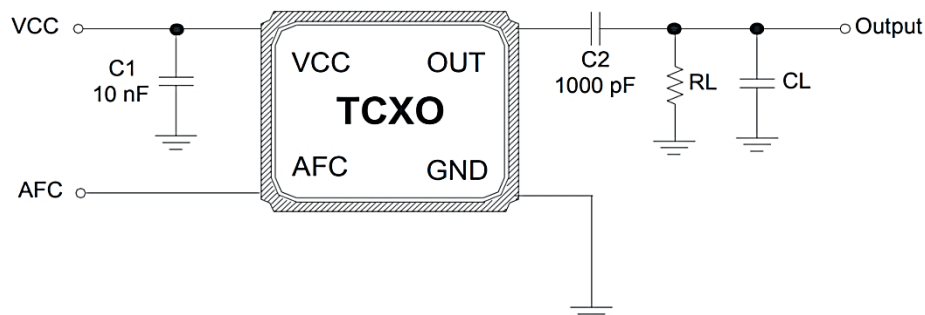 VCC
C1
10 nF
AFC
VCC
OUT
TCXO
AFC
GND
C2
1000 pF
RL
CL
Output